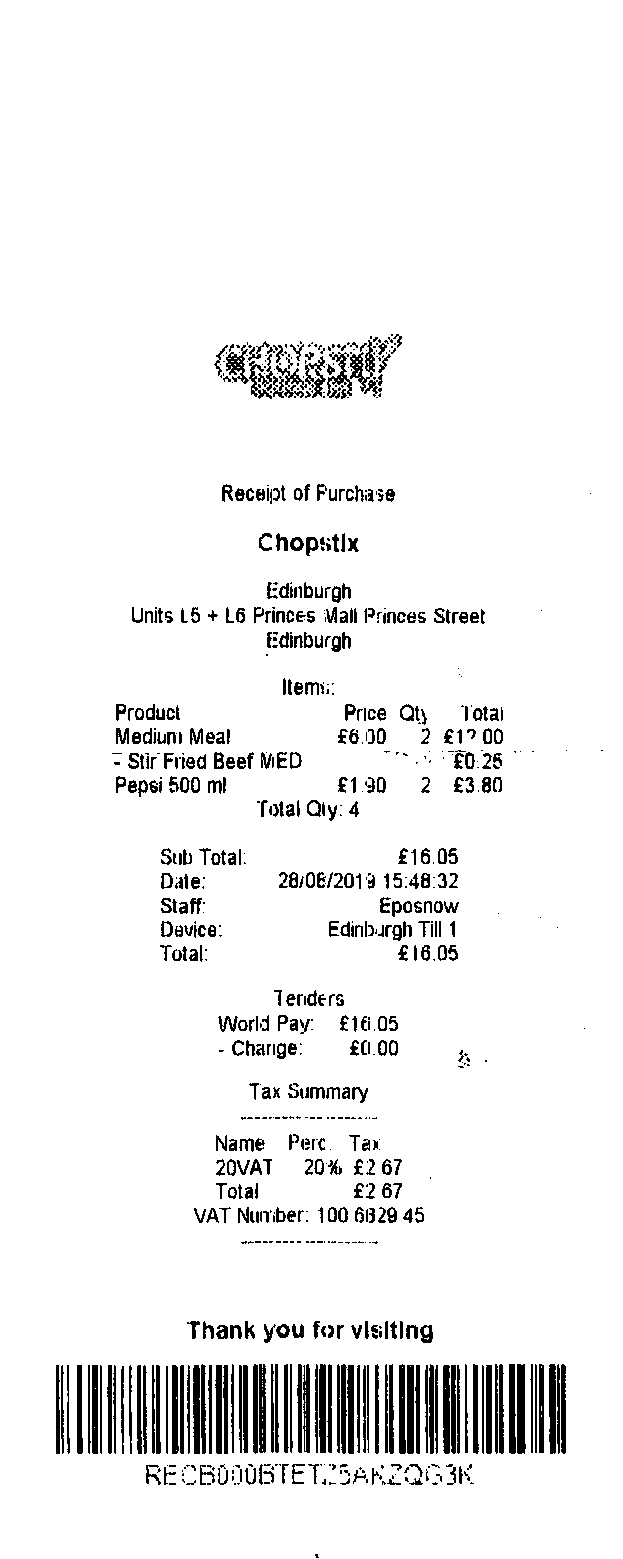 CHOPSTIX
Receipt of Purchase
Chopstix
Edinburgh
Units L5 + L6 Princes Mall Princes Street
Edinburgh
Items:
Product Price Qty Total
Medium Meal £6.00 2 £12.00
- Stir Fried Beef MED £0.25
Pepsi 500 ml £1.90 2 £3.80
Total Qty: 4
Sub Total: £16.05
Date: 28/08/2019 15:48:32
Staff: Eposnow
Device: Edinburgh Till 1
Total: £16.05
Tenders
World Pay: £16.05
- Change: £0.00
Tax Summary
--------------------
Name Perc. Tax
20VAT 20% £2.67
Total £2.67
VAT Number: 100 6829 45
--------------------
Thank you for visiting